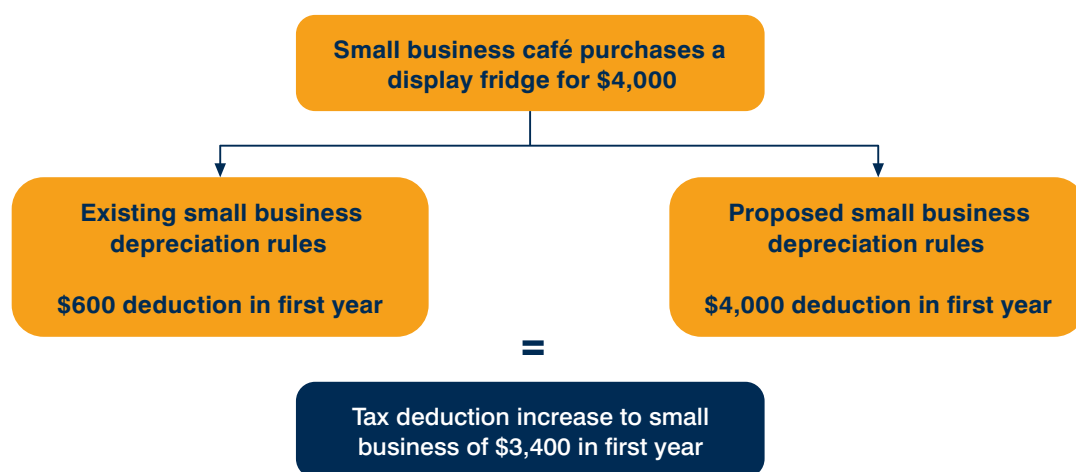 Small business café purchases a
display fridge for $4,000
Existing small business
depreciation rules
$600 deduction in first year
Proposed small business
depreciation rules
$4,000 deduction in first year
=
Tax deduction increase to small
business of $3,400 in first year